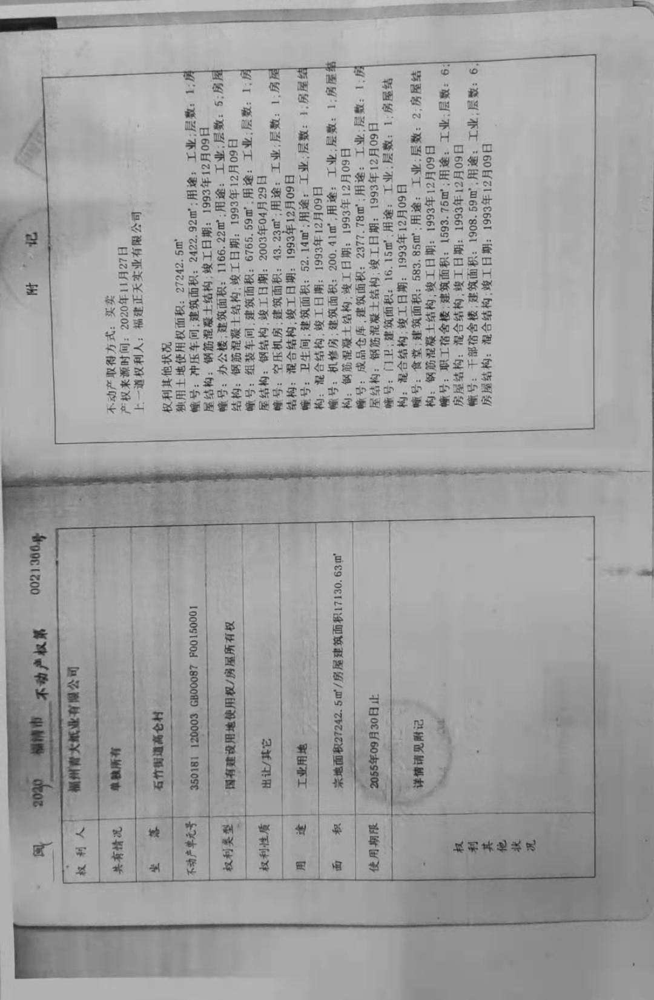 闽 2020 福清市 不动产权第 0021366号
权利人 福州青大纸业有限公司
共有情况 单独所有
坐落 石竹街道高仑村
不动产单元号 350181 120003 GB00087 F00150001
权利类型 国有建设用地使用权/房屋所有权
权利性质 出让/其它
用途 工业用地
面积 宗地面积27242.5㎡/房屋建筑面积17130.63㎡
使用期限 2055年09月30日止
权利其他状况 详情请见附记
附记
不动产取得方式：买卖
产权来源时间：2020年11月27日
上一道权利人：福建正天实业有限公司
权利其他状况
独用土地使用权面积：27242.5㎡
幢号：冲压车间;建筑面积：2422.92㎡;用途：工业;层数：1;房
屋结构：钢筋混凝土结构;竣工日期：1993年12月09日
幢号：办公楼;建筑面积：1166.22㎡;用途：工业;层数：5;房屋
结构：钢筋混凝土结构;竣工日期：1993年12月09日
幢号：组装车间;建筑面积：6765.59㎡;用途：工业;层数：1;房
屋结构：钢结构;竣工日期：2003年04月29日
幢号：空压机房;建筑面积：43.23㎡;用途：工业;层数：1;房屋
结构：混合结构;竣工日期：1993年12月09日
幢号：卫生间;建筑面积：52.14㎡;用途：工业;层数：1;房屋结
构：混合结构;竣工日期：1993年12月09日
幢号：机修房;建筑面积：200.41㎡;用途：工业;层数：1;房屋结
构：钢筋混凝土结构;竣工日期：1993年12月09日
幢号：成品仓库;建筑面积：2377.78㎡;用途：工业;层数：1;房
屋结构：钢筋混凝土结构;竣工日期：1993年12月09日
幢号：门卫;建筑面积：16.15㎡;用途：工业;层数：1;房屋结
构：混合结构;竣工日期：1993年12月09日
幢号：食堂;建筑面积：583.85㎡;用途：工业;层数：2;房屋结
构：钢筋混凝土结构;竣工日期：1993年12月09日
幢号：职工宿舍楼;建筑面积：1593.75㎡;用途：工业;层数：6;
房屋结构：混合结构;竣工日期：1993年12月09日
幢号：干部宿舍楼;建筑面积：1908.59㎡;用途：工业;层数：6;
房屋结构：混合结构;竣工日期：1993年12月09日